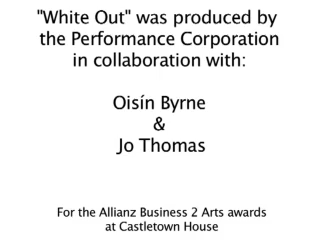 "White Out" was produced by
the Performance Corporation
in collaboration with:
Oisín Byrne
&
Jo Thomas
For the Allianz Business 2 Arts awards
at Castletown House